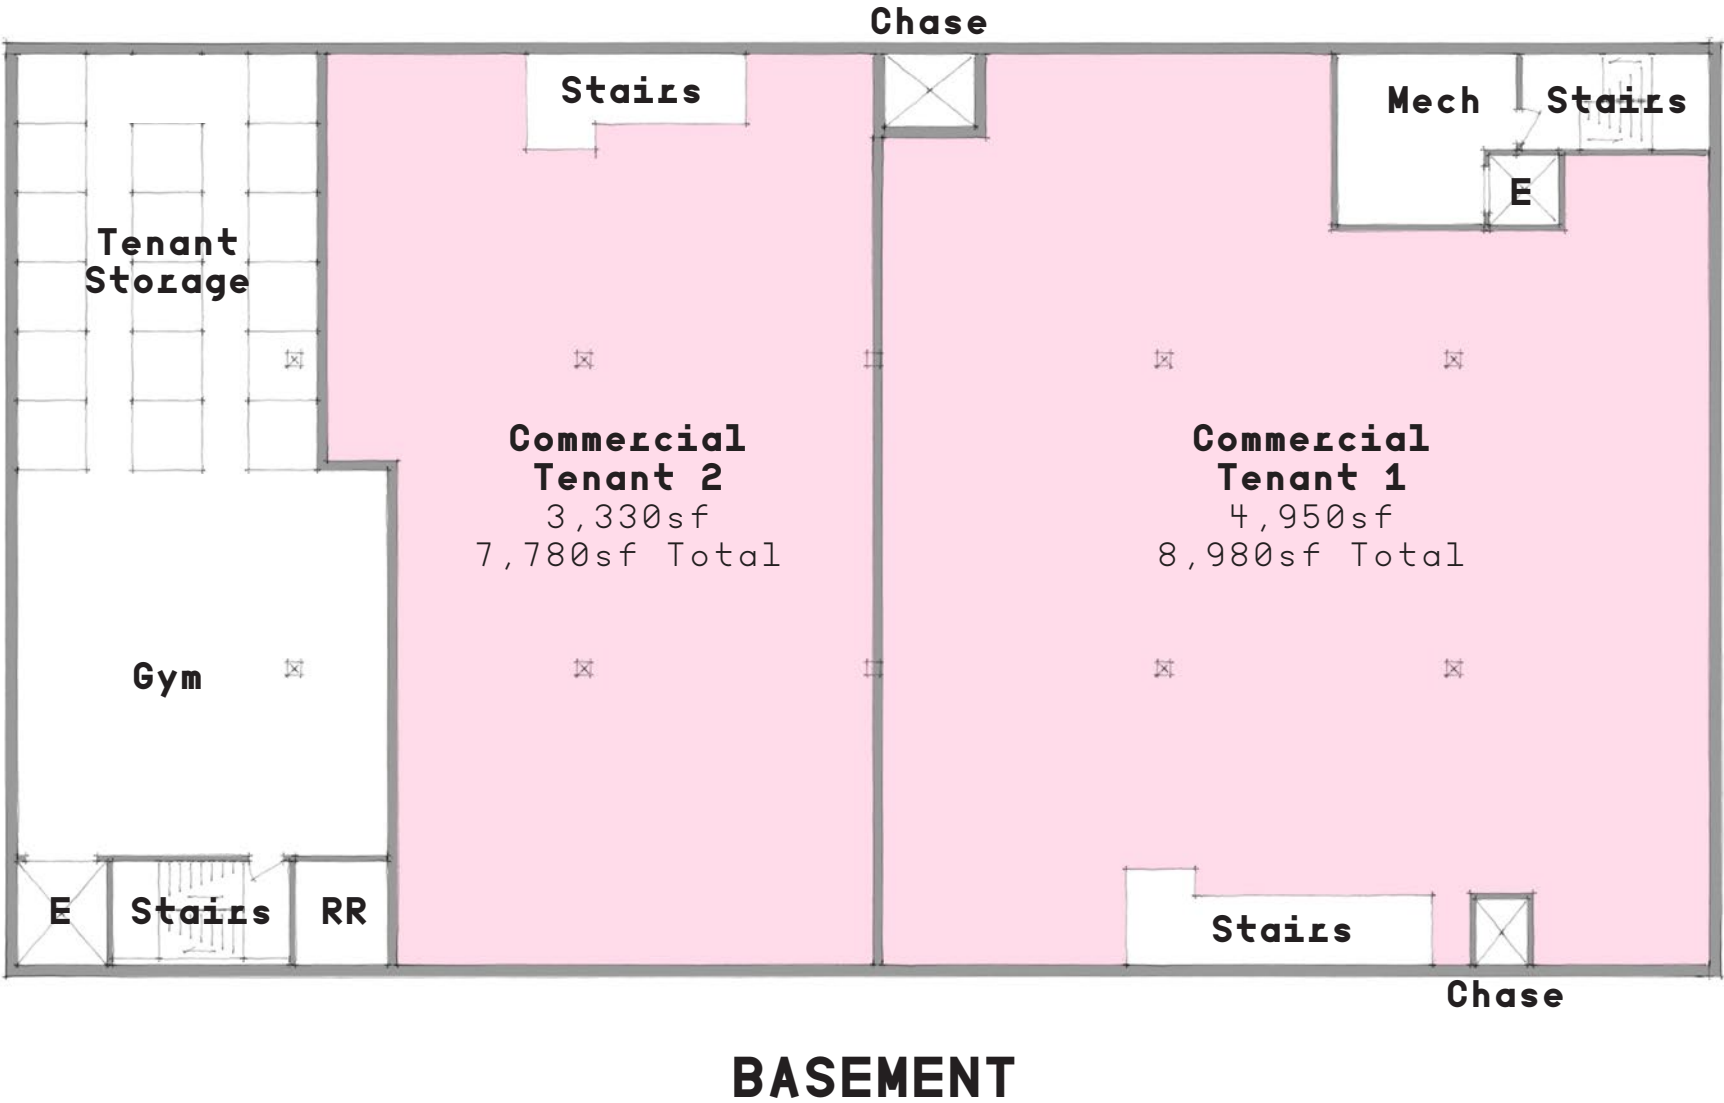 Chase
Stairs
Mech
Stairs
E
Tenant
Storage
Commercial
Tenant 2
3,330sf
7,780sf Total
Commercial
Tenant 1
4,950sf
8,980sf Total
Gym
E
Stairs
RR
Stairs
Chase
BASEMENT